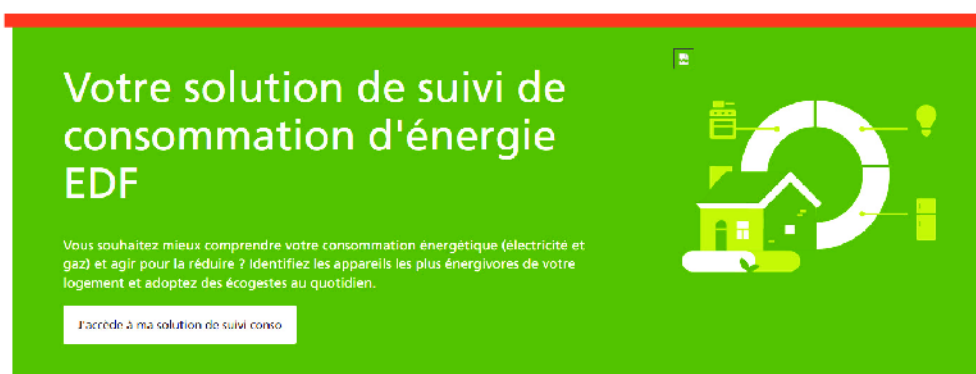 Votre solution de suivi de
consommation d'énergie
EDF
Vous souhaitez mieux comprendre votre consommation énergétique (électricité et
gaz) et agir pour la réduire ? Identifiez les appareils les plus énergivores de votre
logement et adoptez des écogestes au quotidien.
J'accède à ma solution de suivi conso